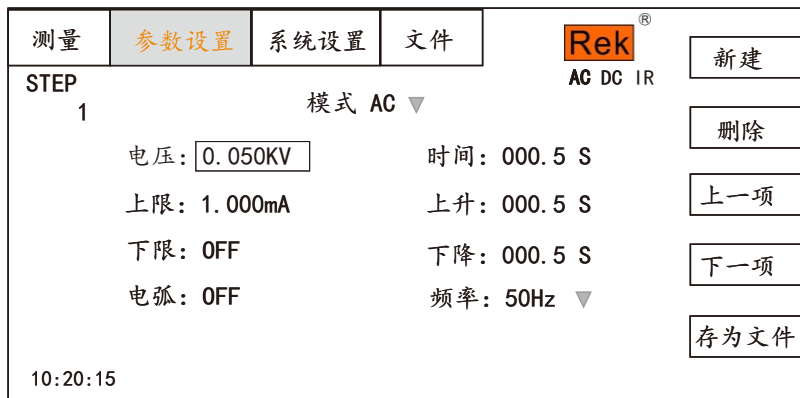 测量 参数设置 系统设置 文件 Rek® 新建
STEP AC DC IR
1 模式 AC ▼
删除
电压: 0.050KV 时间: 000.5 S
上限: 1.000mA 上升: 000.5 S 上一项
下限: OFF 下降: 000.5 S 下一项
电弧: OFF 频率: 50Hz ▼
存为文件
10:20:15